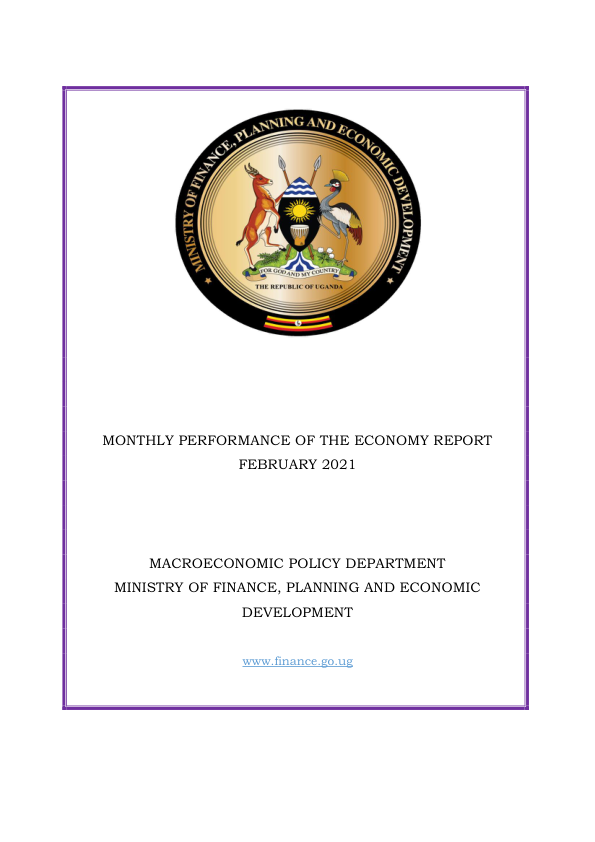 MINISTRY OF FINANCE, PLANNING AND ECONOMIC DEVELOPMENT
FOR GOD AND MY COUNTRY
THE REPUBLIC OF UGANDA
MONTHLY PERFORMANCE OF THE ECONOMY REPORT
FEBRUARY 2021
MACROECONOMIC POLICY DEPARTMENT
MINISTRY OF FINANCE, PLANNING AND ECONOMIC
DEVELOPMENT
www.finance.go.ug